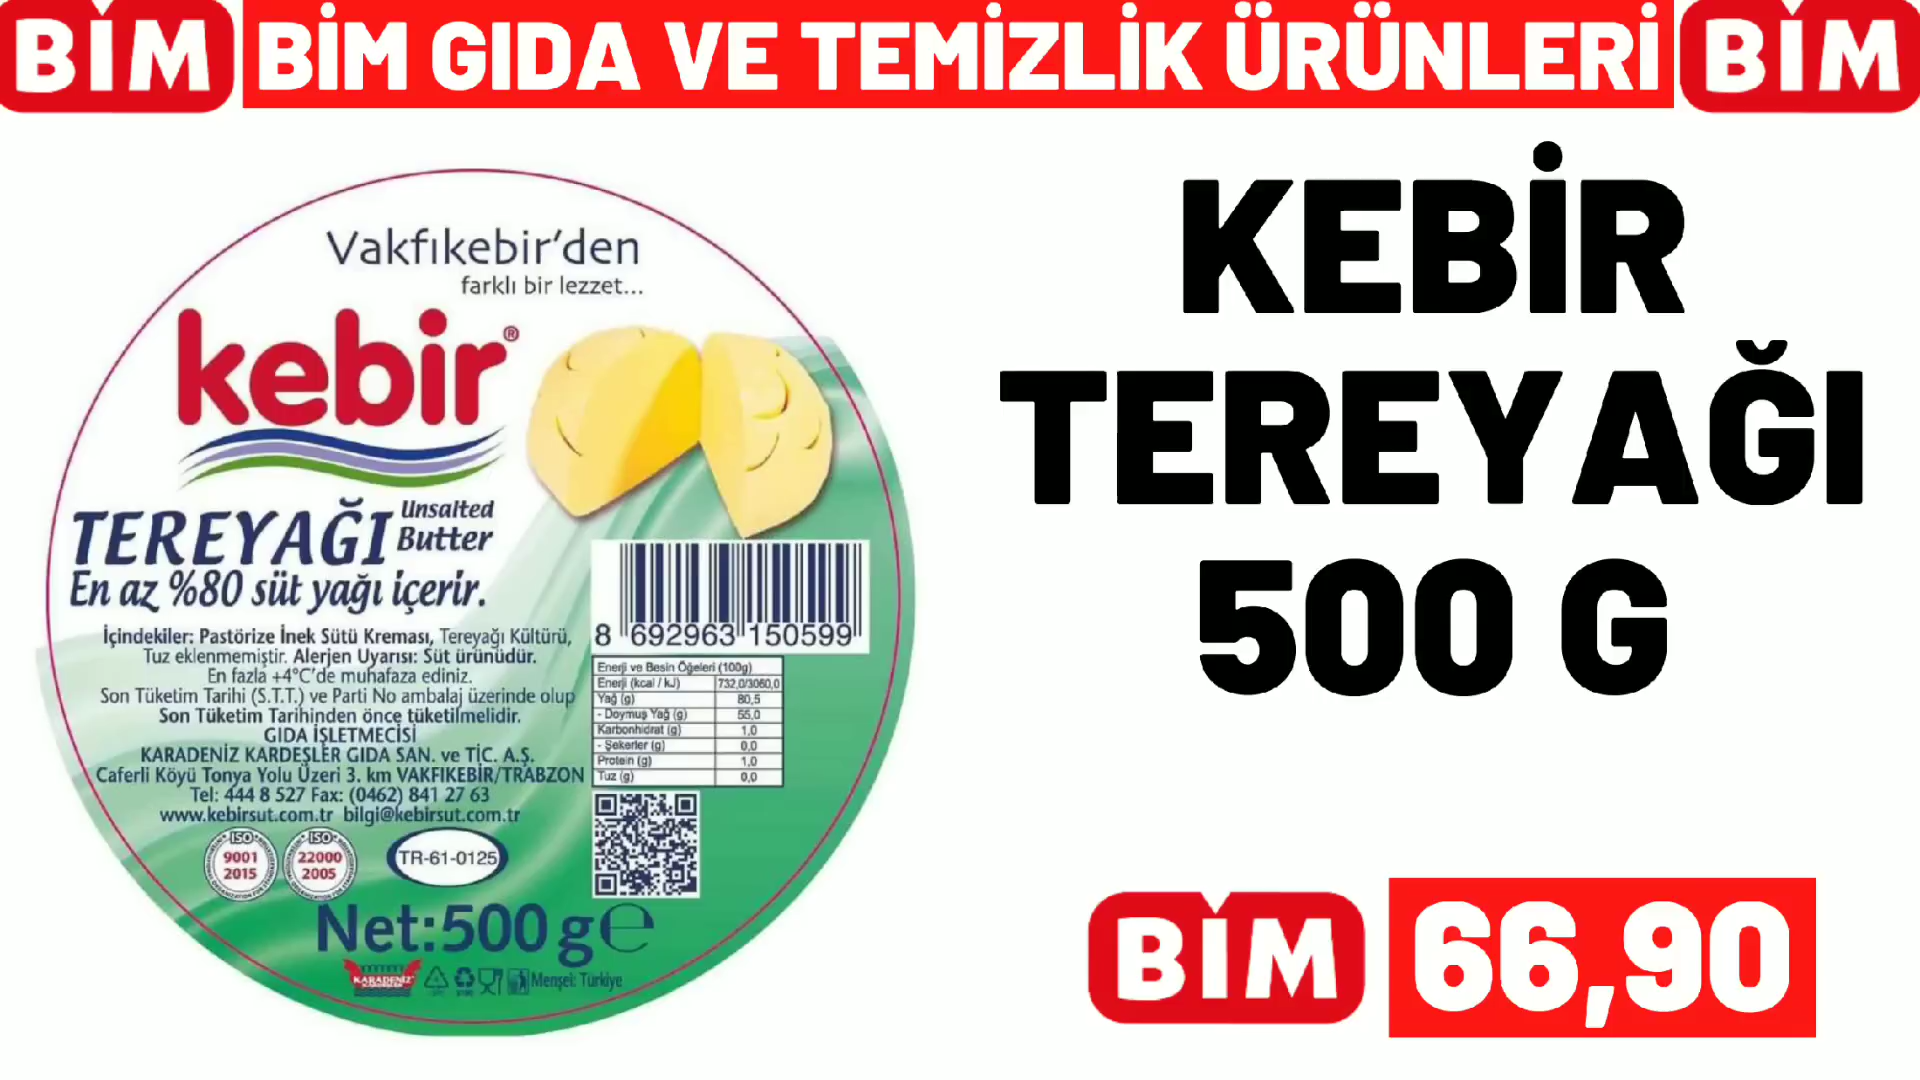 BİM
BİM GIDA VE TEMİZLİK ÜRÜNLERİ
BİM
Vakfıkebir’den
farklı bir lezzet...
kebir®
TEREYAĞI
Unsalted
Butter
En az %80 süt yağı içerir.
İçindekiler: Pastörize İnek Sütü Kreması, Tereyağı Kültürü,
Tuz eklenmemiştir. Alerjen Uyarısı: Süt ürünüdür.
En fazla +4°C’de muhafaza ediniz.
Son Tüketim Tarihi (S.T.T.) ve Parti No ambalaj üzerinde olup
Son Tüketim Tarihinden önce tüketilmelidir.
GIDA İŞLETMECİSİ
KARADENİZ KARDEŞLER GIDA SAN. ve TİC. A.Ş.
Caferli Köyü Tonya Yolu Üzeri 3. km VAKFIKEBİR/TRABZON
Tel: 444 8 527 Fax: (0462) 841 27 63
www.kebirsut.com.tr bilgi@kebirsut.com.tr
8 692963 150599
Enerji ve Besin Öğeleri (100g)
Enerji (kcal / kJ) 732,0/3060,0
Yağ (g) 80,5
- Doymuş Yağ (g) 55,0
Karbonhidrat (g) 1,0
- Şekerler (g) 0,0
Protein (g) 1,0
Tuz (g) 0,0
ISO
9001
2015
ISO
22000
2005
TR-61-0125
Net:500 g e
KARADENİZ
Menşei: Türkiye
KEBİR
TEREYAĞI
500 G
BİM
66,90